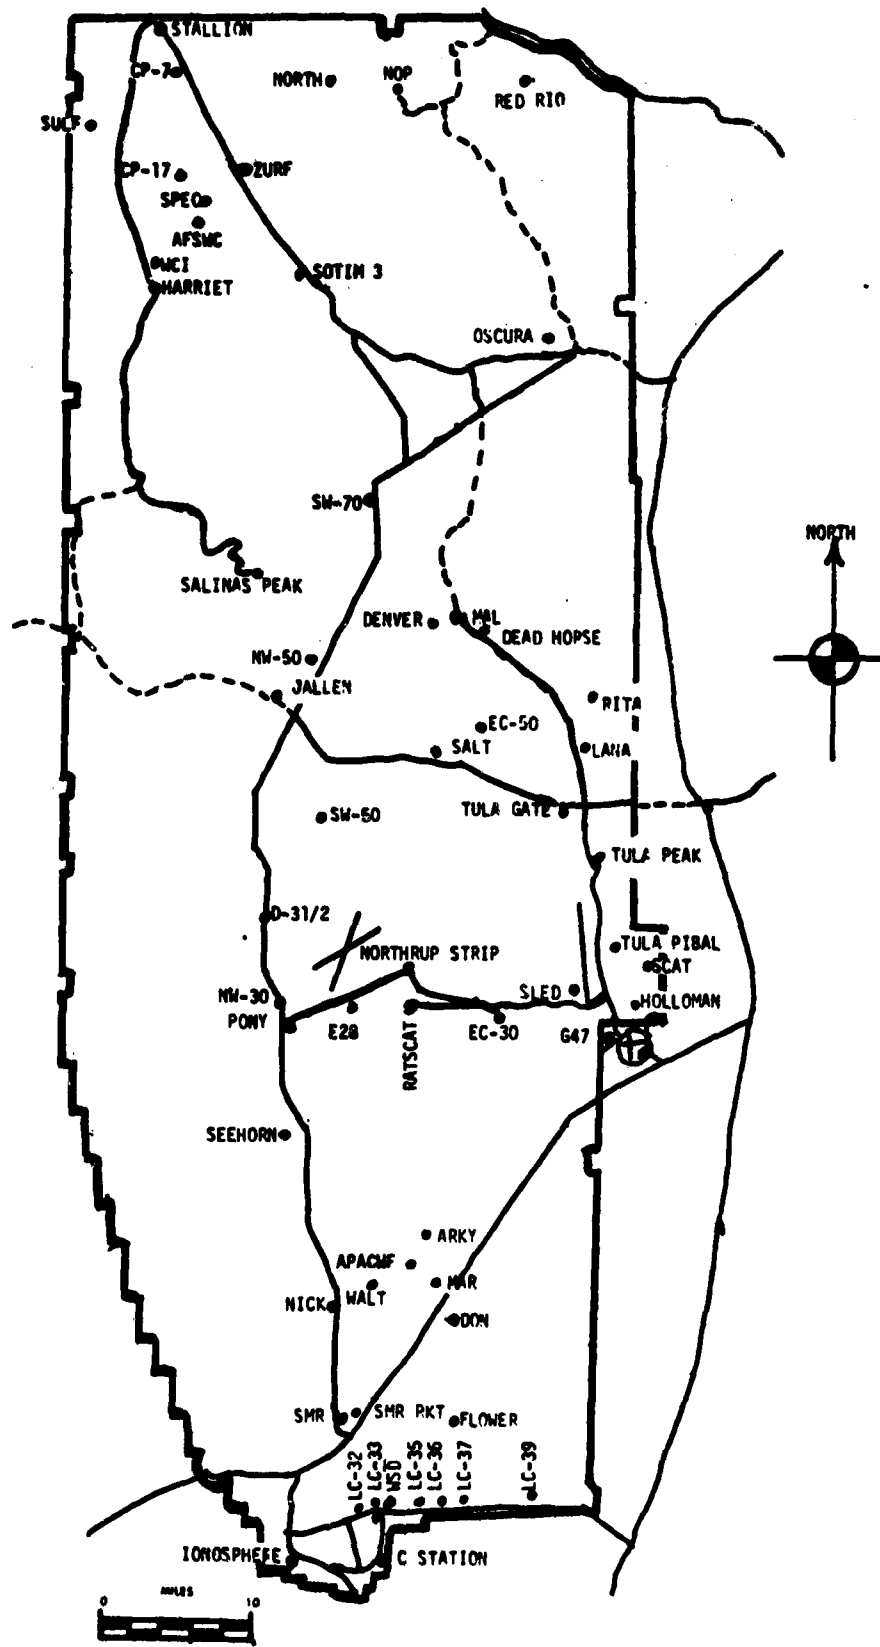 STALLION
CP-7
NORTH
NOP
RED RIO
SULF
CP-17
ZURF
SPEC
AFSWC
WCI
HARRIET
SOTIM 3
OSCURA
SW-70
NORTH
SALINAS PEAK
DENVER
MAL
DEAD HORSE
NW-50
JALLEN
RITA
EC-50
SALT
LANA
SW-50
TULA GATE
TULA PEAK
D-31/2
NORTHRUP STRIP
TULA PIBAL
SCAT
NW-30
SLED
HOLLOMAN
PONY
E28
RATSCAT
EC-30
G47
SEEHORN
ARKY
APACHE
MAR
NICK
WALT
DON
SMR
SMR RKT
FLOWER
LC-32
LC-33
WSD
LC-35
LC-36
LC-37
LC-39
IONOSPHERE
C STATION
MILES
0
10